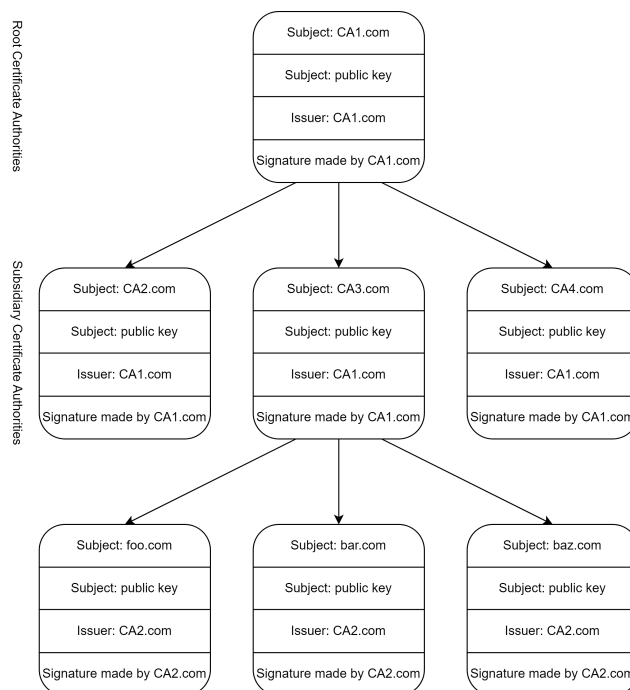 Root Certificate Authorities
Subject: CA1.com
Subject: public key
Issuer: CA1.com
Signature made by CA1.com
Subsidiary Certificate Authorities
Subject: CA2.com
Subject: public key
Issuer: CA1.com
Signature made by CA1.com
Subject: CA3.com
Subject: public key
Issuer: CA1.com
Signature made by CA1.com
Subject: CA4.com
Subject: public key
Issuer: CA1.com
Signature made by CA1.com
Subject: foo.com
Subject: public key
Issuer: CA2.com
Signature made by CA2.com
Subject: bar.com
Subject: public key
Issuer: CA2.com
Signature made by CA2.com
Subject: baz.com
Subject: public key
Issuer: CA2.com
Signature made by CA2.com